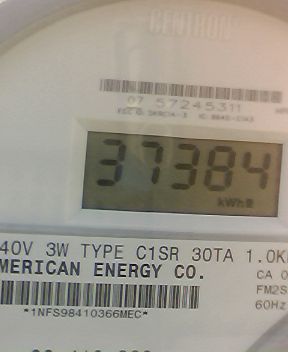 CENTRON
07 57245311
37384
kWh
40V 3W TYPE C1SR 30TA 1.0K
MERICAN ENERGY CO.
CA 0
FM2S
60Hz
*1NFS98410366MEC*